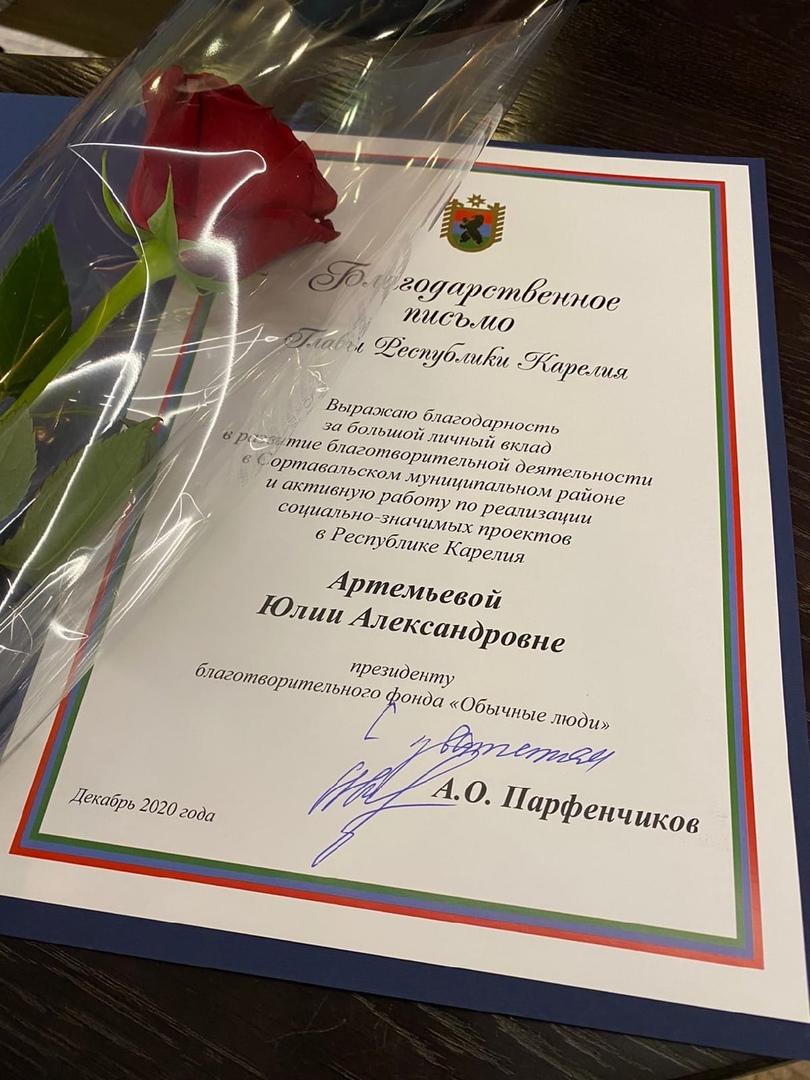 Благодарственное
письмо
Главы Республики Карелия
Выражаю благодарность
за большой личный вклад
в развитие благотворительной деятельности
в Сортавальском муниципальном районе
и активную работу по реализации
социально-значимых проектов
в Республике Карелия
Артемьевой
Юлии Александровне
президенту
благотворительного фонда «Обычные люди»
С уважением
А.О. Парфенчиков
Декабрь 2020 года